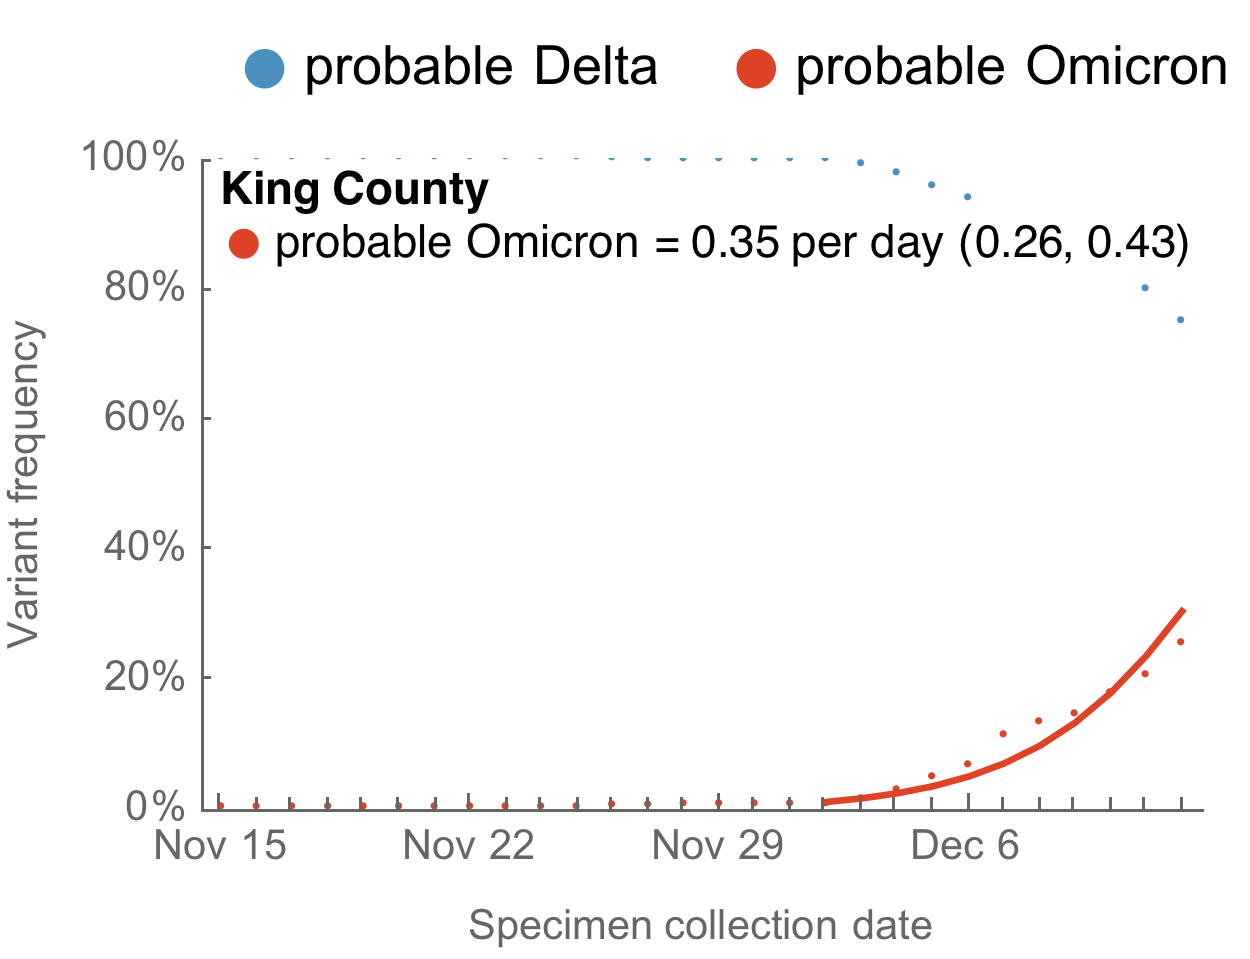 probable Delta probable Omicron
100%
King County
probable Omicron = 0.35 per day (0.26, 0.43)
80%
60%
40%
20%
0%
Variant frequency
Nov 15 Nov 22 Nov 29 Dec 6
Specimen collection date